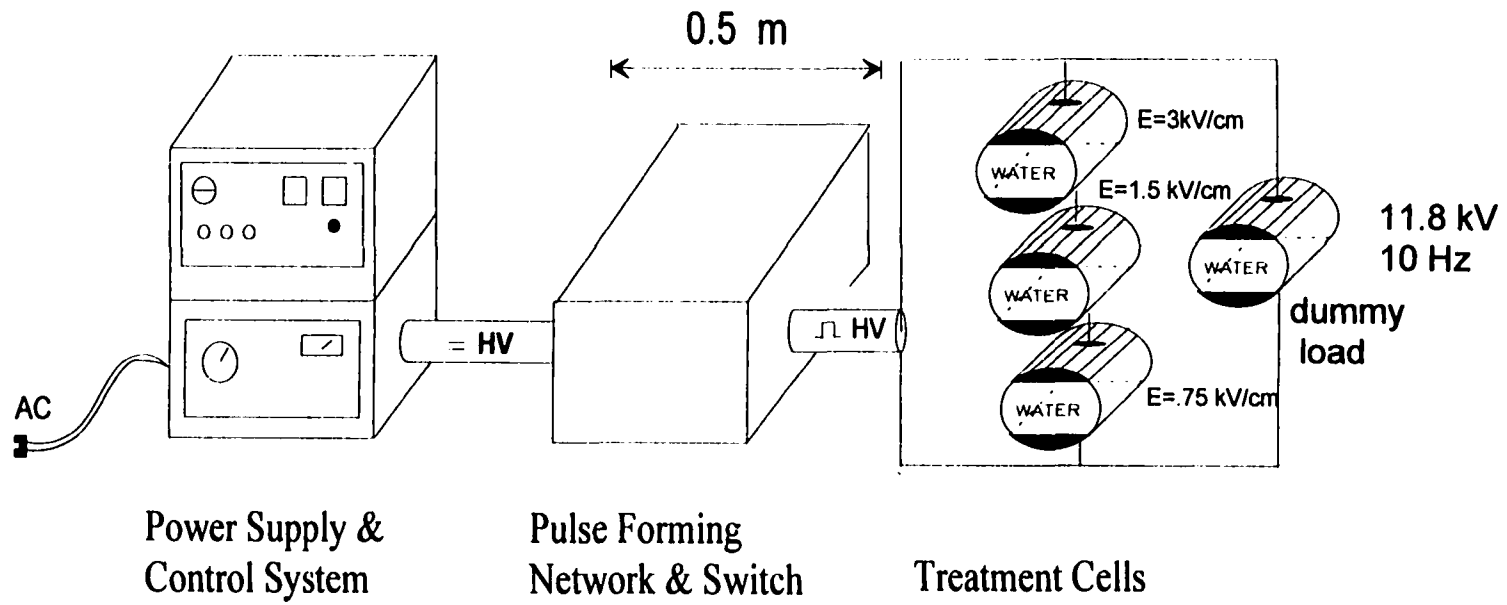 0.5 m
E=3kV/cm
WATER
E=1.5 kV/cm
WATER
11.8 kV
10 Hz
WATER
dummy
load
= HV
HV
E=.75 kV/cm
WATER
AC
Power Supply &
Control System
Pulse Forming
Network & Switch
Treatment Cells